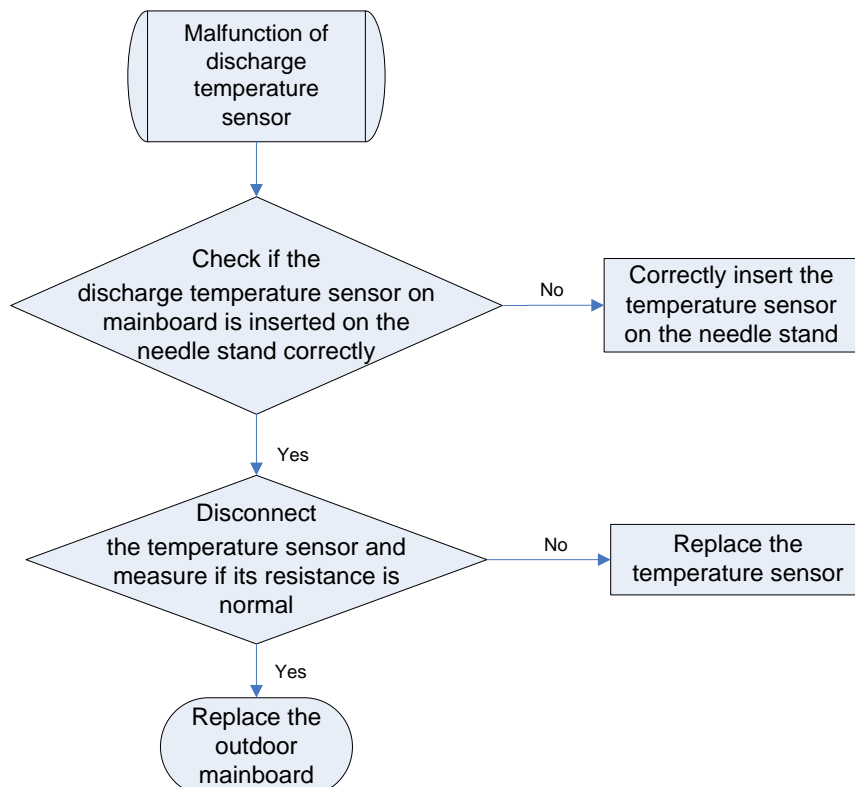 Malfunction of
discharge
temperature
sensor
Check if the
discharge temperature sensor on
mainboard is inserted on the
needle stand correctly
No
Correctly insert the
temperature sensor
on the needle stand
Yes
Disconnect
the temperature sensor and
measure if its resistance is
normal
No
Replace the
temperature sensor
Yes
Replace the
outdoor
mainboard